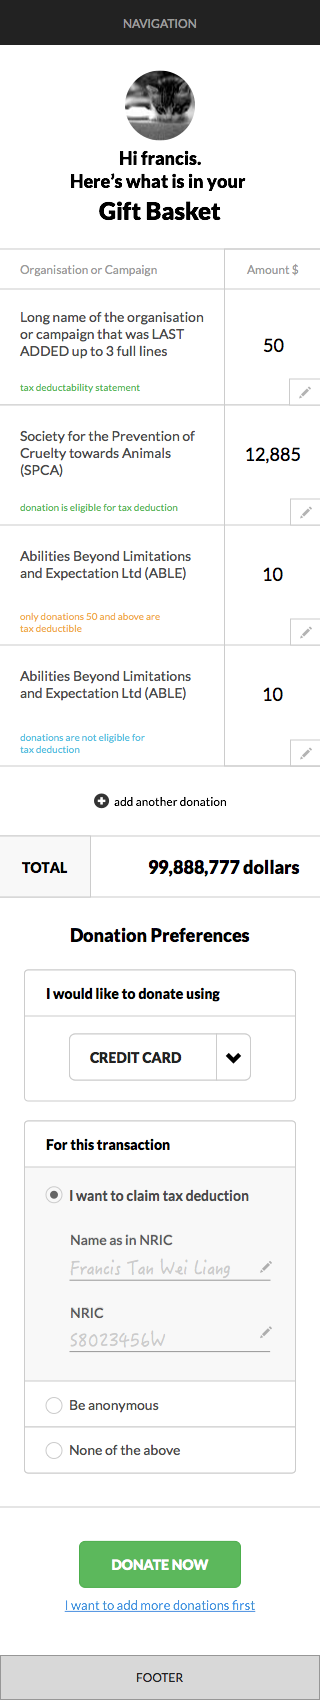 NAVIGATION
Hi francis.
Here's what is in your
Gift Basket
Organisation or Campaign
Amount $
Long name of the organisation
or campaign that was LAST
ADDED up to 3 full lines
50
tax deductability statement
Society for the Prevention of
Cruelty towards Animals
(SPCA)
12,885
donation is eligible for tax deduction
Abilities Beyond Limitations
and Expectation Ltd (ABLE)
10
only donations 50 and above are
tax deductible
Abilities Beyond Limitations
and Expectation Ltd (ABLE)
10
donations are not eligible for
tax deduction
add another donation
TOTAL
99,888,777 dollars
Donation Preferences
I would like to donate using
CREDIT CARD
For this transaction
I want to claim tax deduction
Name as in NRIC
Francis Tan Wei Liang
NRIC
S8023456W
Be anonymous
None of the above
DONATE NOW
I want to add more donations first
FOOTER